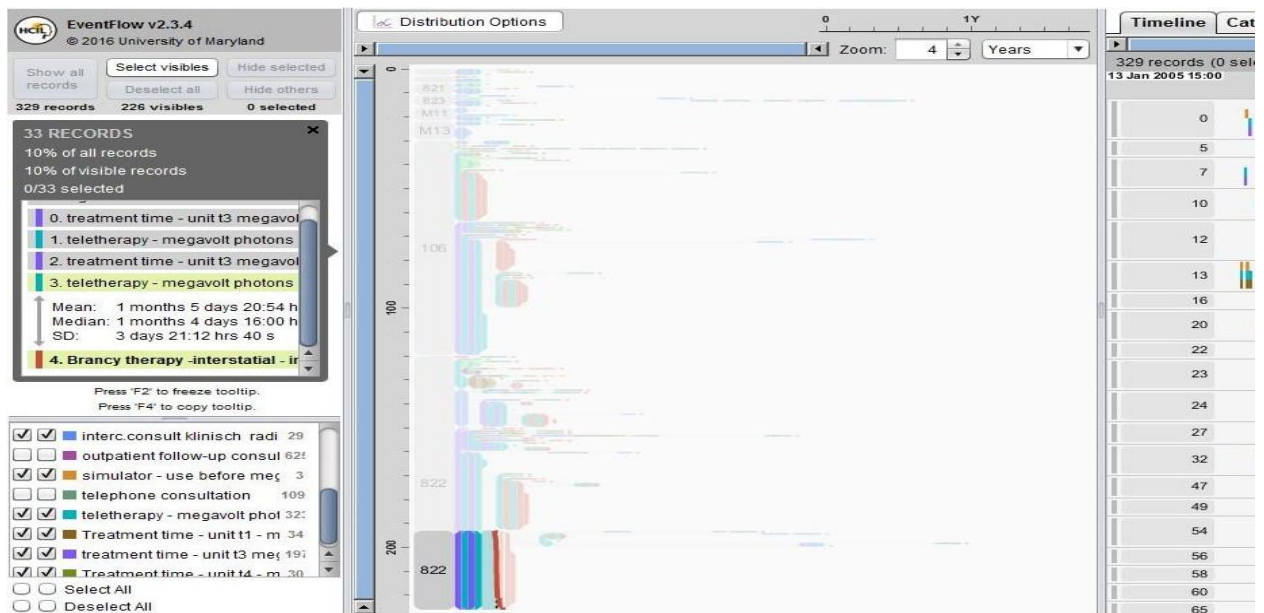 HCIL
EventFlow v2.3.4
© 2016 University of Maryland
Show all records
Select visibles
Hide selected
Deselect all
Hide others
329 records 226 visibles 0 selected
33 RECORDS
10% of all records
10% of visible records
0/33 selected
0. treatment time - unit t3 megavol
1. teletherapy - megavolt photons
2. treatment time - unit t3 megavol
3. teletherapy - megavolt photons
Mean: 1 months 5 days 20:54 h
Median: 1 months 4 days 16:00 h
SD: 3 days 21:12 hrs 40 s
4. Brancy therapy -interstatial - ir
Press 'F2' to freeze tooltip.
Press 'F4' to copy tooltip.
interc.consult klinisch radi 29
outpatient follow-up consul
simulator - use before meg 3
telephone consultation 109
teletherapy - megavolt phot
Treatment time - unit t1 - m 34
treatment time - unit t3 meg
Treatment time - unit t4 - m 30
Select All
Deselect All
Distribution Options
0 1Y
Zoom: 4 Years
0
821
823
M11
M13
106
100
822
200
822
Timeline Cat
329 records (0 sel
13 Jan 2005 15:00
0
5
7
10
12
13
16
20
22
23
24
27
32
47
49
54
56
58
60
65